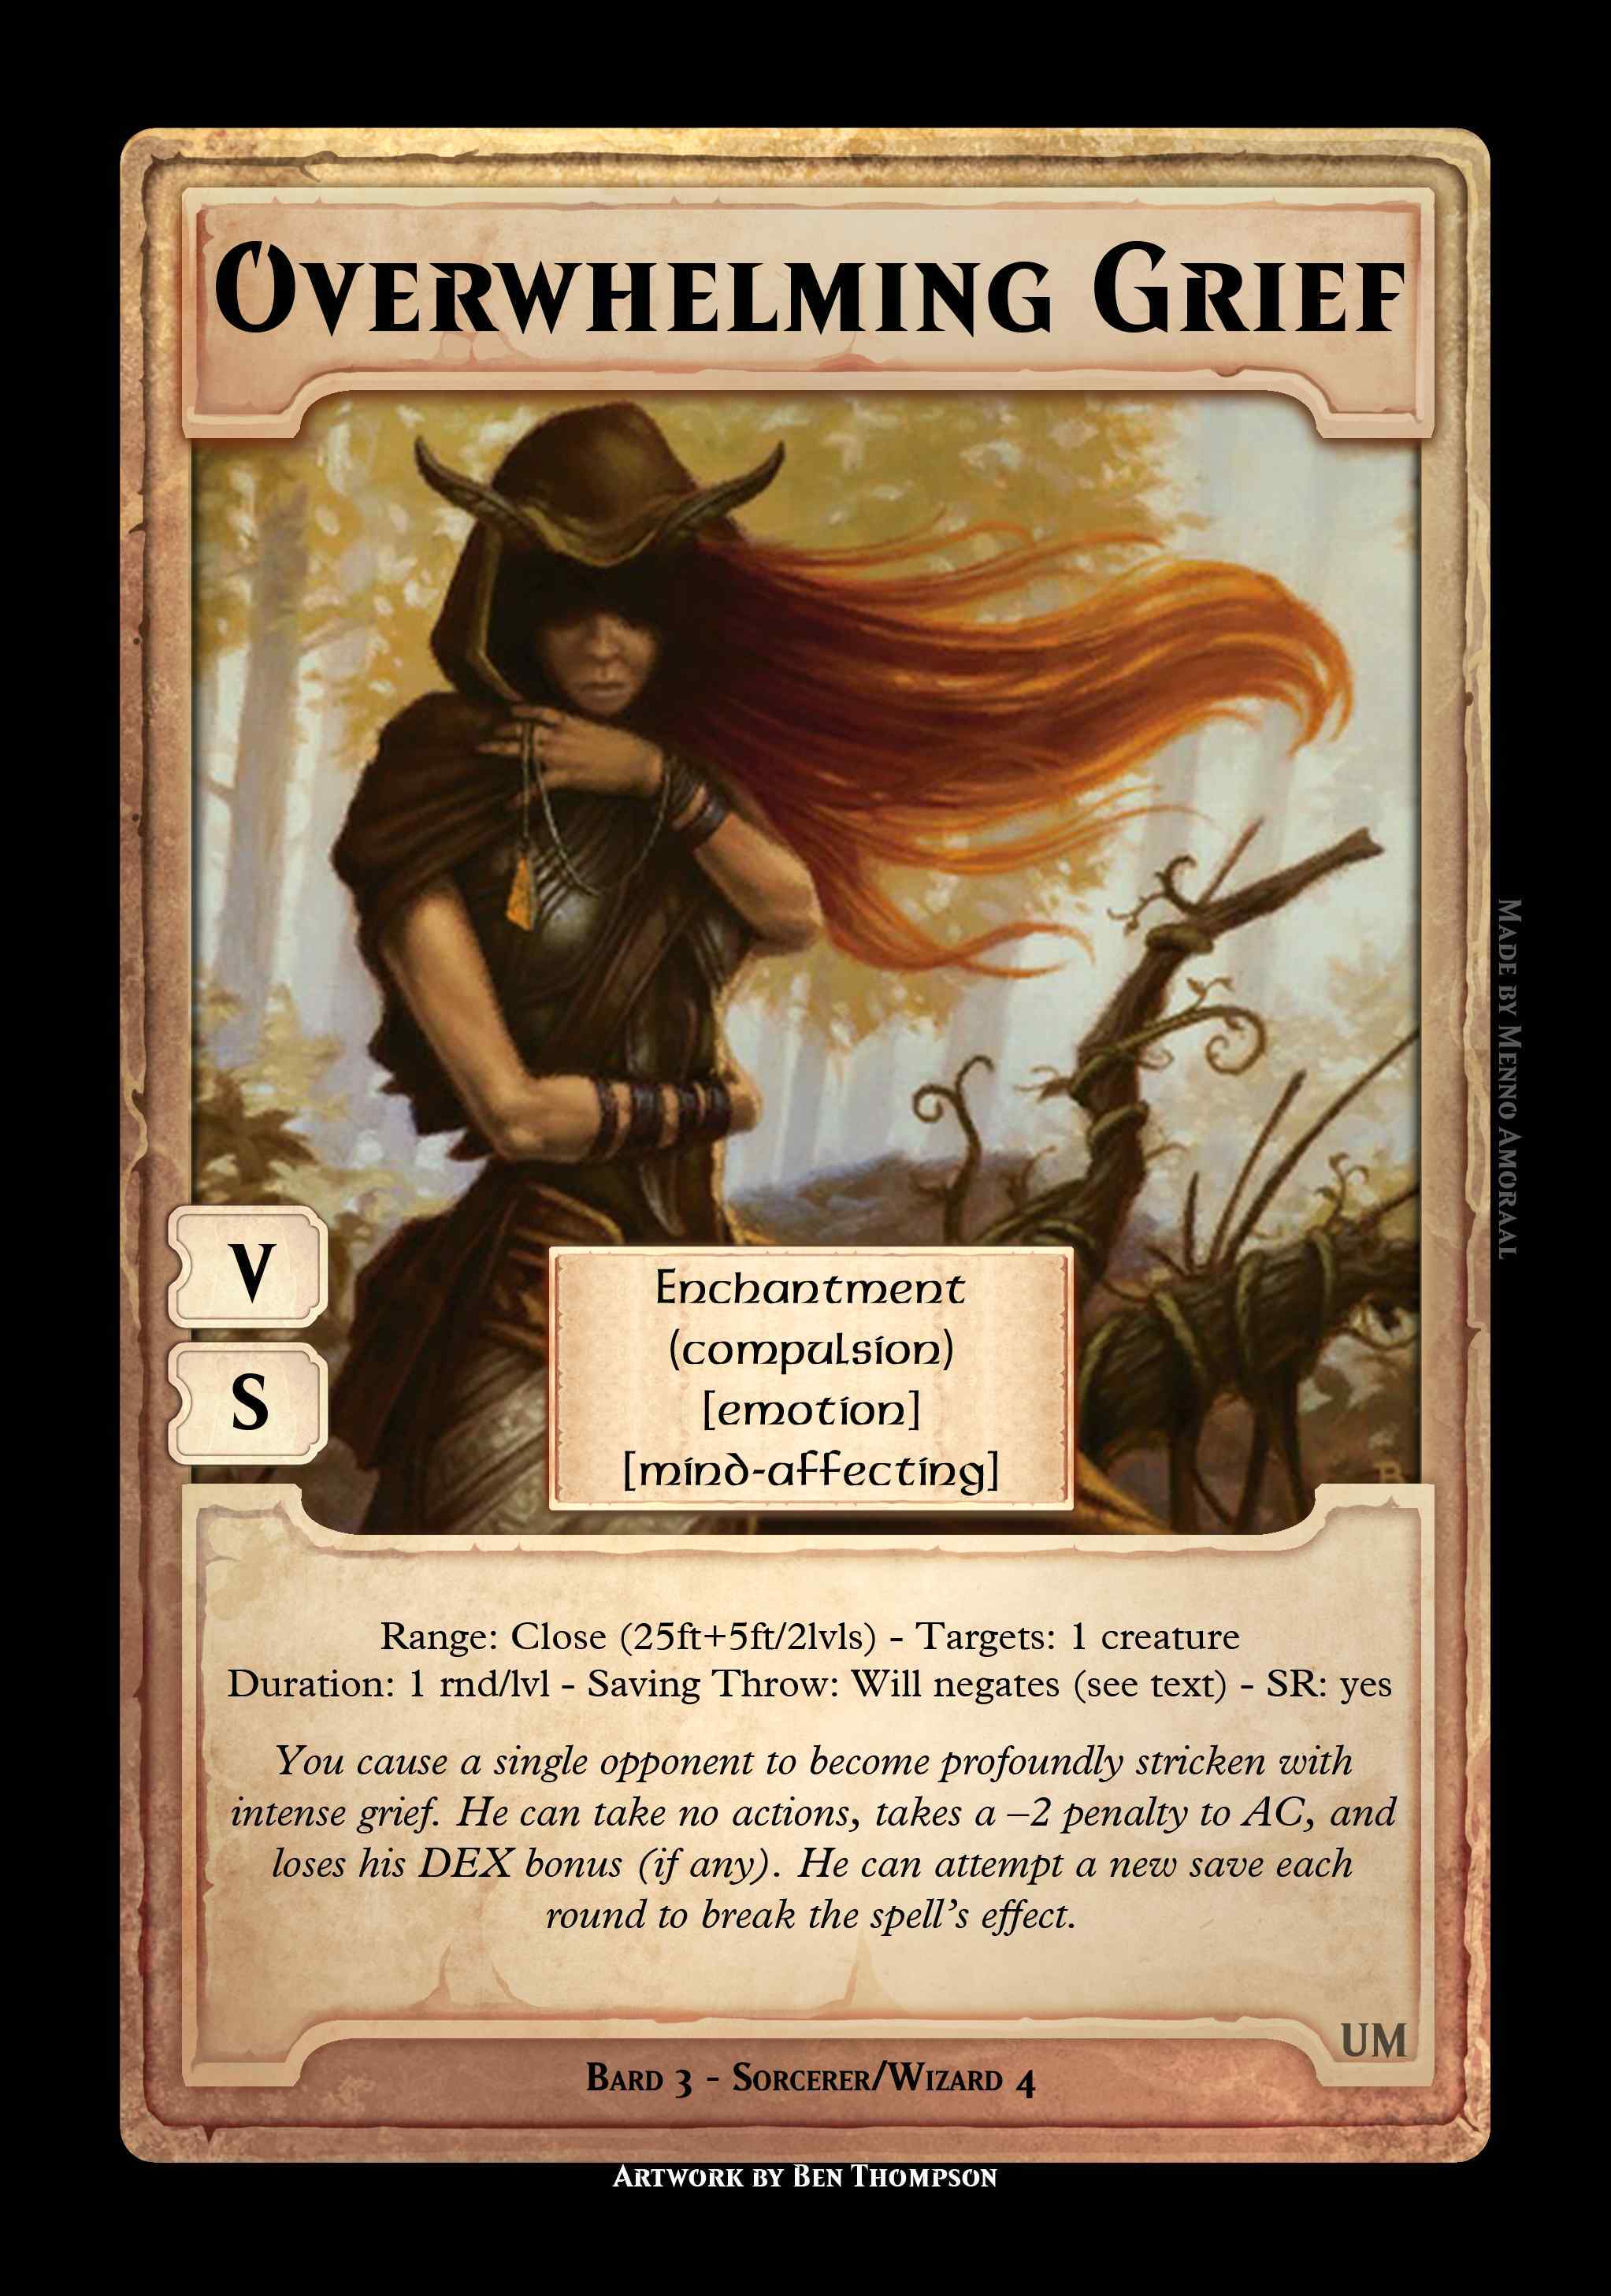 Overwhelming Grief
Made by Menno Amoraal
V
S
Enchantment
(compulsion)
[emotion]
[mind-affecting]
Range: Close (25ft+5ft/2lvls) - Targets: 1 creature
Duration: 1 rnd/lvl - Saving Throw: Will negates (see text) - SR: yes
You cause a single opponent to become profoundly stricken with
intense grief. He can take no actions, takes a –2 penalty to AC, and
loses his DEX bonus (if any). He can attempt a new save each
round to break the spell's effect.
UM
Bard 3 - Sorcerer/Wizard 4
Artwork by Ben Thompson